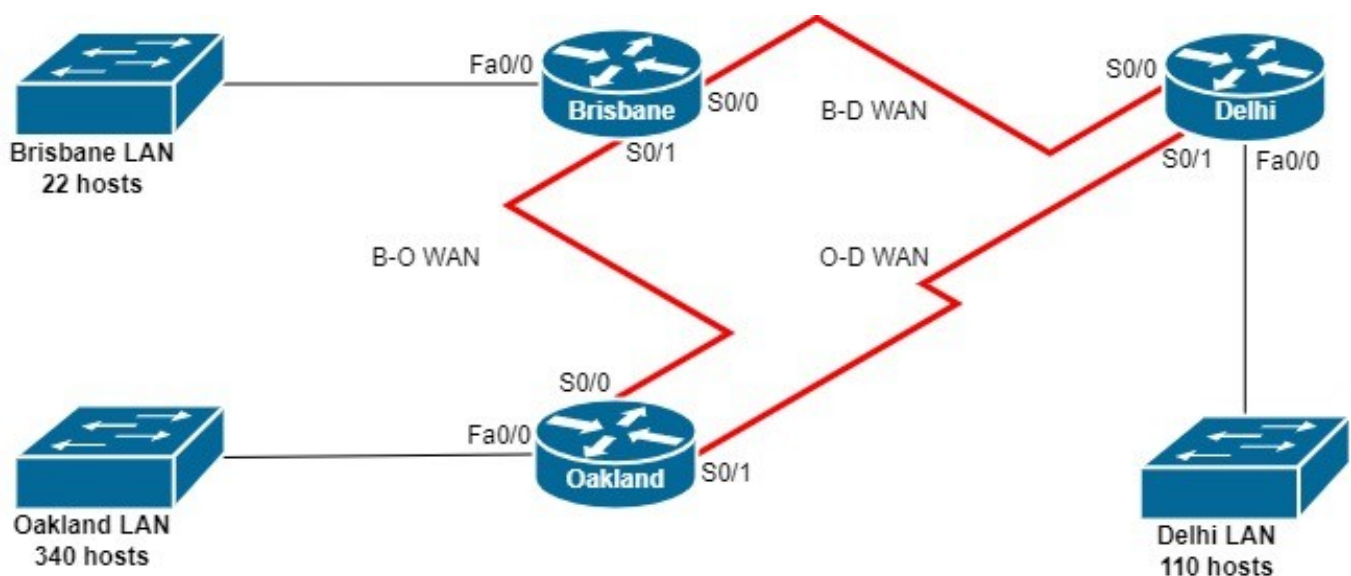 Fa0/0
Brisbane
S0/0
S0/1
Brisbane LAN
22 hosts
B-D WAN
S0/0
Delhi
S0/1
Fa0/0
B-O WAN
O-D WAN
S0/0
Fa0/0
Oakland
S0/1
Oakland LAN
340 hosts
Delhi LAN
110 hosts